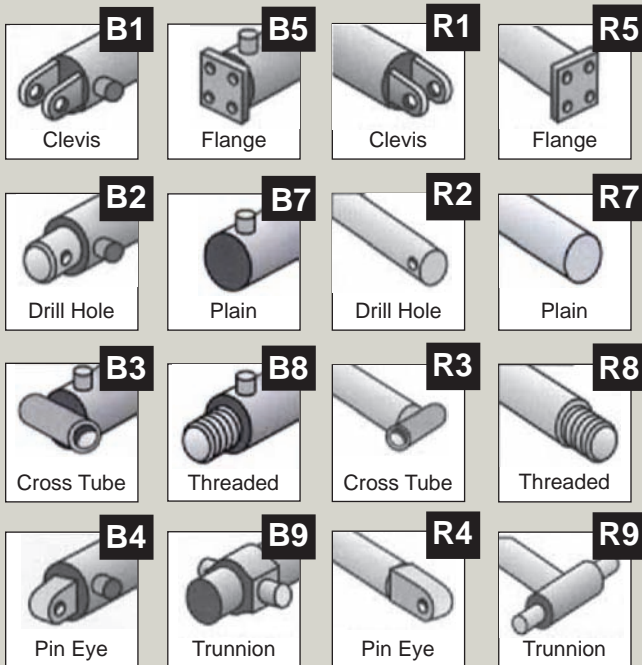 B1 B5 R1 R5
Clevis Flange Clevis Flange
B2 B7 R2 R7
Drill Hole Plain Drill Hole Plain
B3 B8 R3 R8
Cross Tube Threaded Cross Tube Threaded
B4 B9 R4 R9
Pin Eye Trunnion Pin Eye Trunnion